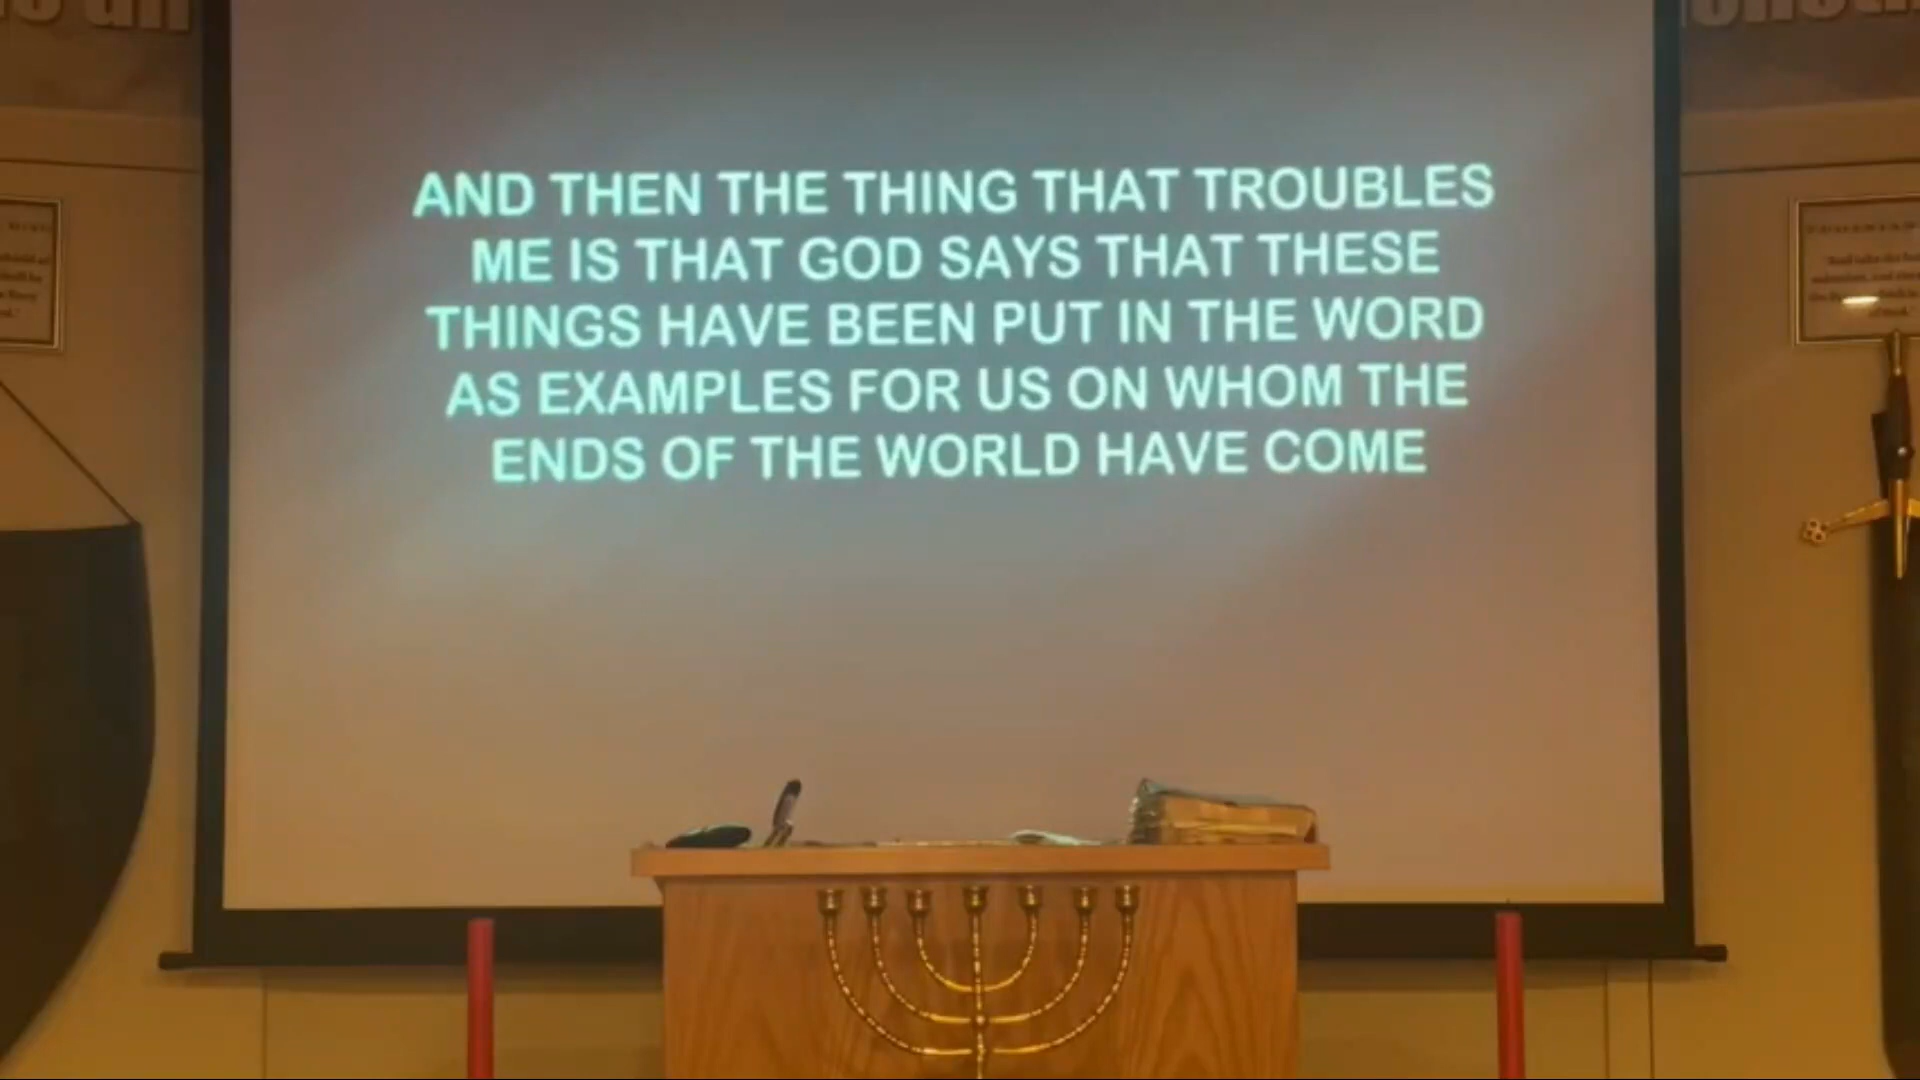 AND THEN THE THING THAT TROUBLES
ME IS THAT GOD SAYS THAT THESE
THINGS HAVE BEEN PUT IN THE WORD
AS EXAMPLES FOR US ON WHOM THE
ENDS OF THE WORLD HAVE COME